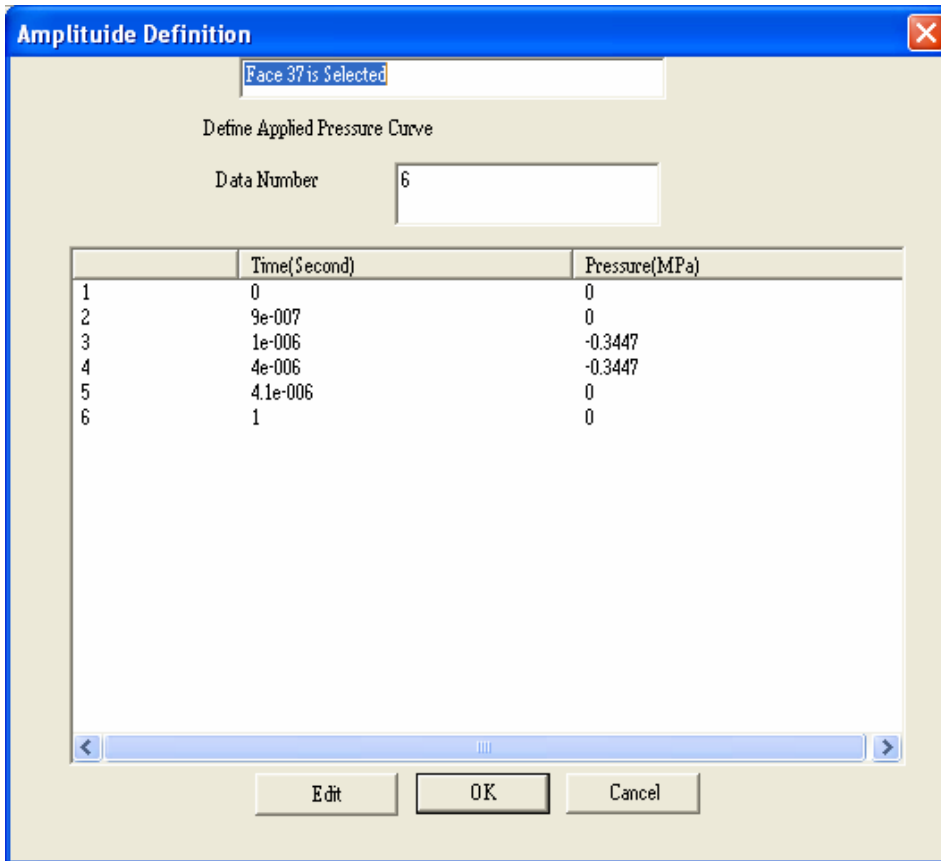 Amplituide Definition
Face 37 is Selected
Define Applied Pressure Curve
Data Number 6
Time(Second) Pressure(MPa)
1 0 0
2 9e-007 0
3 1e-006 -0.3447
4 4e-006 -0.3447
5 4.1e-006 0
6 1 0
Edit OK Cancel